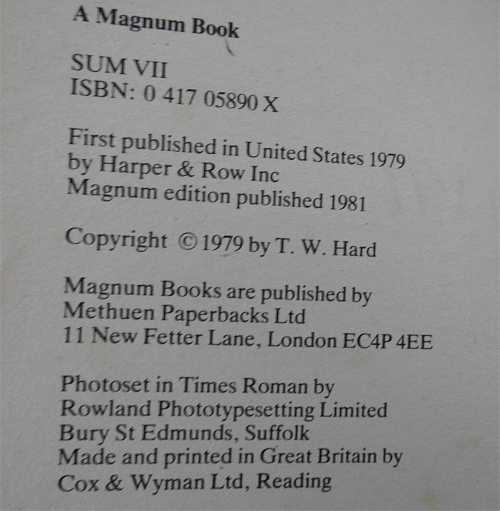 A Magnum Book
SUM VII
ISBN: 0 417 05890 X
First published in United States 1979
by Harper & Row Inc
Magnum edition published 1981
Copyright © 1979 by T. W. Hard
Magnum Books are published by
Methuen Paperbacks Ltd
11 New Fetter Lane, London EC4P 4EE
Photoset in Times Roman by
Rowland Phototypesetting Limited
Bury St Edmunds, Suffolk
Made and printed in Great Britain by
Cox & Wyman Ltd, Reading